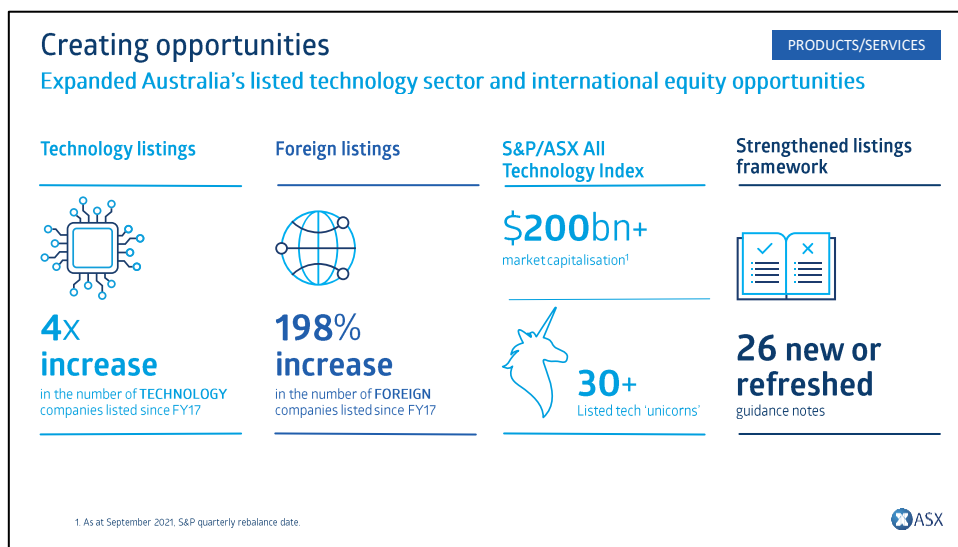 Creating opportunities
PRODUCTS/SERVICES
Expanded Australia's listed technology sector and international equity opportunities
Technology listings
4x
increase
in the number of TECHNOLOGY
companies listed since FY17
Foreign listings
198%
increase
in the number of FOREIGN
companies listed since FY17
S&P/ASX All
Technology Index
$200bn+
market capitalisation¹
30+
Listed tech 'unicorns'
Strengthened listings
framework
26 new or
refreshed
guidance notes
1. As at September 2021, S&P quarterly rebalance date.
ASX